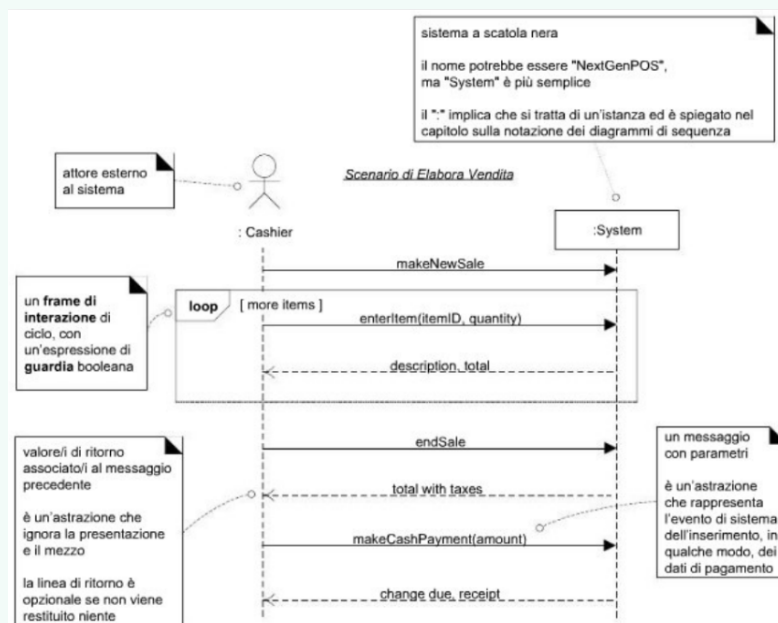 sistema a scatola nera
il nome potrebbe essere "NextGenPOS",
ma "System" è più semplice
il ":" implica che si tratta di un'istanza ed è spiegato nel
capitolo sulla notazione dei diagrammi di sequenza
attore esterno
al sistema
Scenario di Elabora Vendita
: Cashier
:System
makeNewSale
un frame di
interazione di
ciclo, con
un'espressione di
guardia booleana
loop
[ more items ]
enterItem(itemID, quantity)
description, total
valore/i di ritorno
associato/i al messaggio
precedente
è un'astrazione che
ignora la presentazione
e il mezzo
la linea di ritorno è
opzionale se non viene
restituito niente
endSale
total with taxes
makeCashPayment(amount)
change due, receipt
un messaggio
con parametri
è un'astrazione
che rappresenta
l'evento di sistema
dell'inserimento, in
qualche modo, dei
dati di pagamento